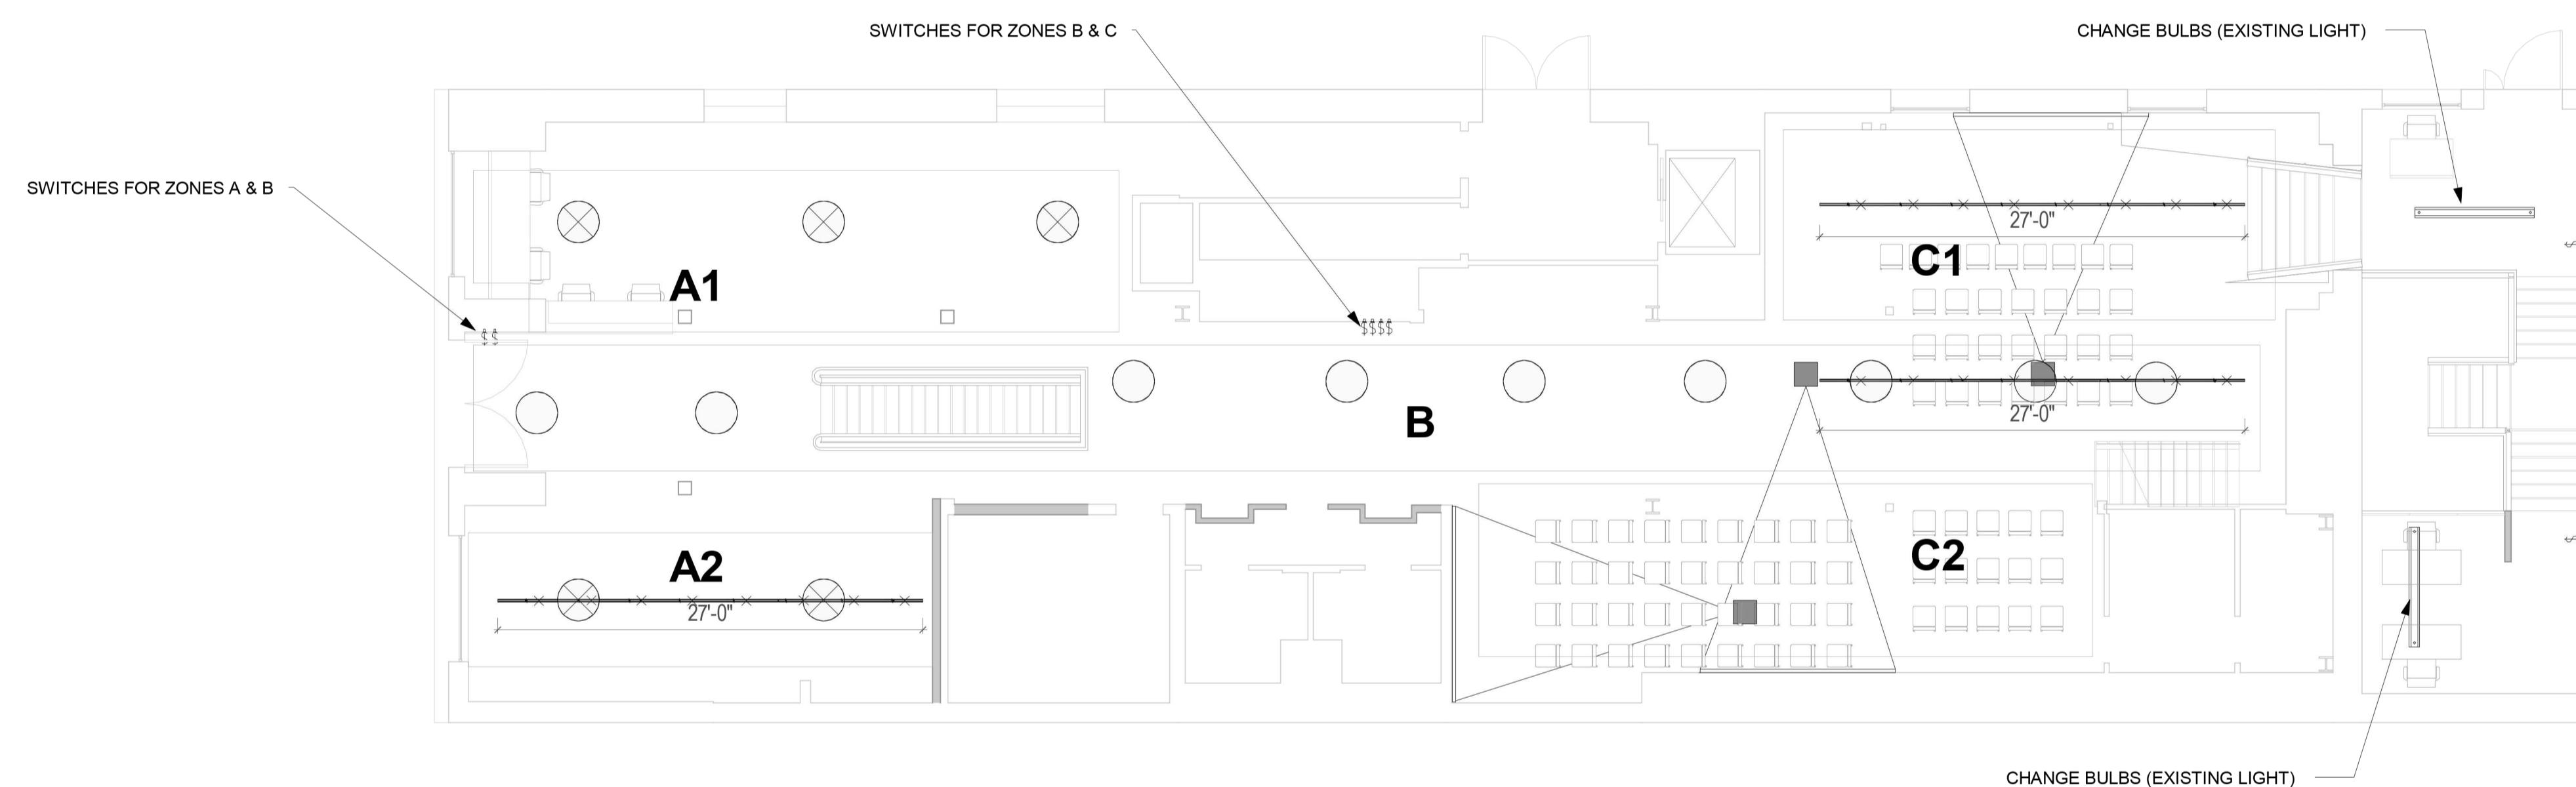 SWITCHES FOR ZONES B & C
CHANGE BULBS (EXISTING LIGHT)
SWITCHES FOR ZONES A & B
27'-0"
C1
A1
27'-0"
B
A2
27'-0"
C2
CHANGE BULBS (EXISTING LIGHT)